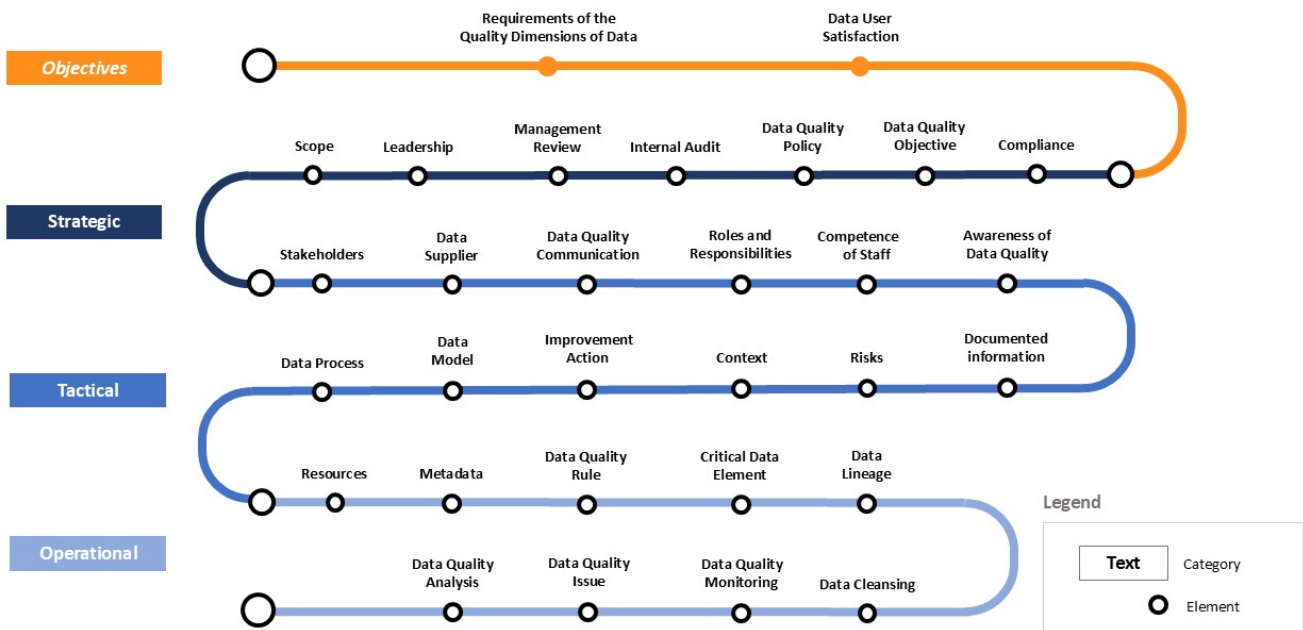 Requirements of the
Quality Dimensions of Data
Data User
Satisfaction
Objectives
Scope
Leadership
Management
Review
Internal Audit
Data Quality
Policy
Data Quality
Objective
Compliance
Strategic
Stakeholders
Data
Supplier
Data Quality
Communication
Roles and
Responsibilities
Competence
of Staff
Awareness of
Data Quality
Tactical
Data Process
Data
Model
Improvement
Action
Context
Risks
Documented
information
Resources
Metadata
Data Quality
Rule
Critical Data
Element
Data
Lineage
Operational
Data Quality
Analysis
Data Quality
Issue
Data Quality
Monitoring
Data Cleansing
Legend
Text
Category
Element